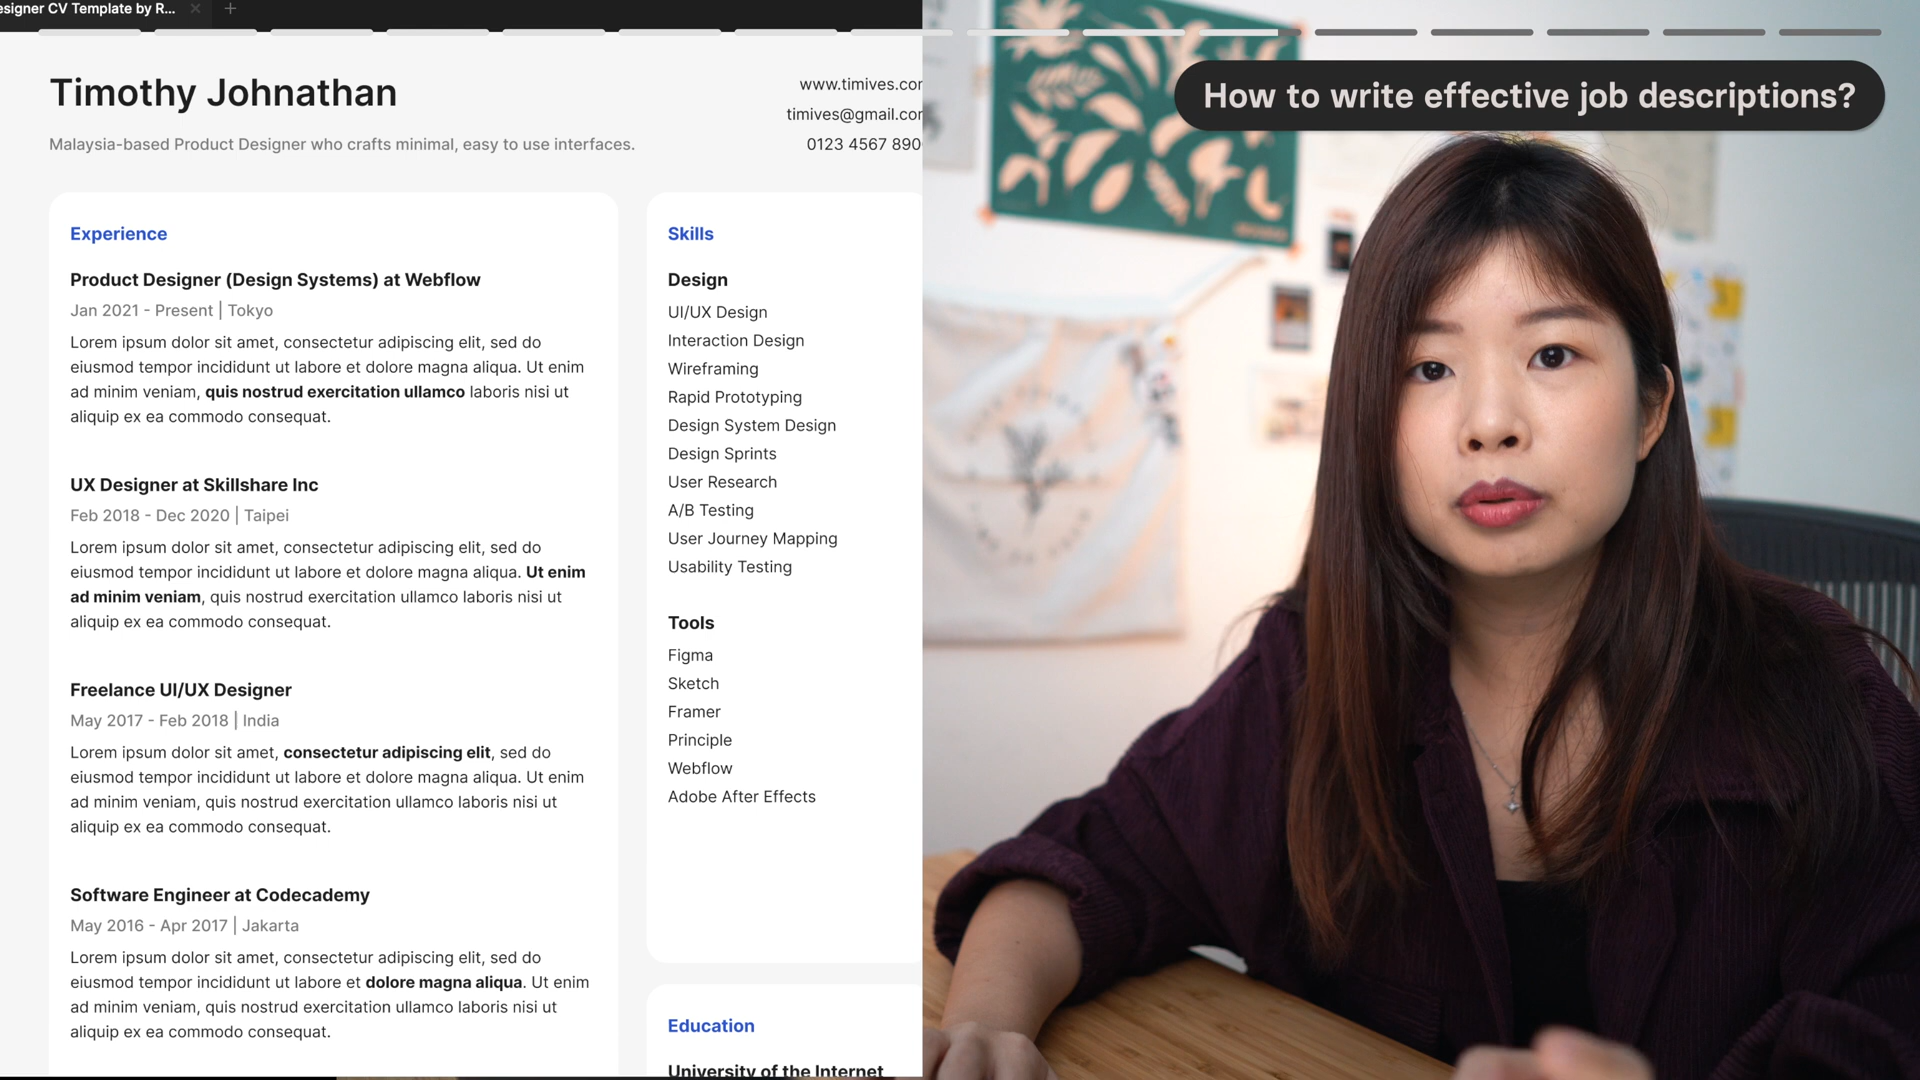 esigner CV Template by R...
How to write effective job descriptions?
Timothy Johnathan
Malaysia-based Product Designer who crafts minimal, easy to use interfaces.
www.timives.cor
timives@gmail.cor
0123 4567 890
Experience
Product Designer (Design Systems) at Webflow
Jan 2021 - Present | Tokyo
Lorem ipsum dolor sit amet, consectetur adipiscing elit, sed do
eiusmod tempor incididunt ut labore et dolore magna aliqua. Ut enim
ad minim veniam, quis nostrud exercitation ullamco laboris nisi ut
aliquip ex ea commodo consequat.
UX Designer at Skillshare Inc
Feb 2018 - Dec 2020 | Taipei
Lorem ipsum dolor sit amet, consectetur adipiscing elit, sed do
eiusmod tempor incididunt ut labore et dolore magna aliqua. Ut enim
ad minim veniam, quis nostrud exercitation ullamco laboris nisi ut
aliquip ex ea commodo consequat.
Freelance UI/UX Designer
May 2017 - Feb 2018 | India
Lorem ipsum dolor sit amet, consectetur adipiscing elit, sed do
eiusmod tempor incididunt ut labore et dolore magna aliqua. Ut enim
ad minim veniam, quis nostrud exercitation ullamco laboris nisi ut
aliquip ex ea commodo consequat.
Software Engineer at Codecademy
May 2016 - Apr 2017 | Jakarta
Lorem ipsum dolor sit amet, consectetur adipiscing elit, sed do
eiusmod tempor incididunt ut labore et dolore magna aliqua. Ut enim
ad minim veniam, quis nostrud exercitation ullamco laboris nisi ut
aliquip ex ea commodo consequat.
Skills
Design
UI/UX Design
Interaction Design
Wireframing
Rapid Prototyping
Design System Design
Design Sprints
User Research
A/B Testing
User Journey Mapping
Usability Testing
Tools
Figma
Sketch
Framer
Principle
Webflow
Adobe After Effects
Education
University of the Internet